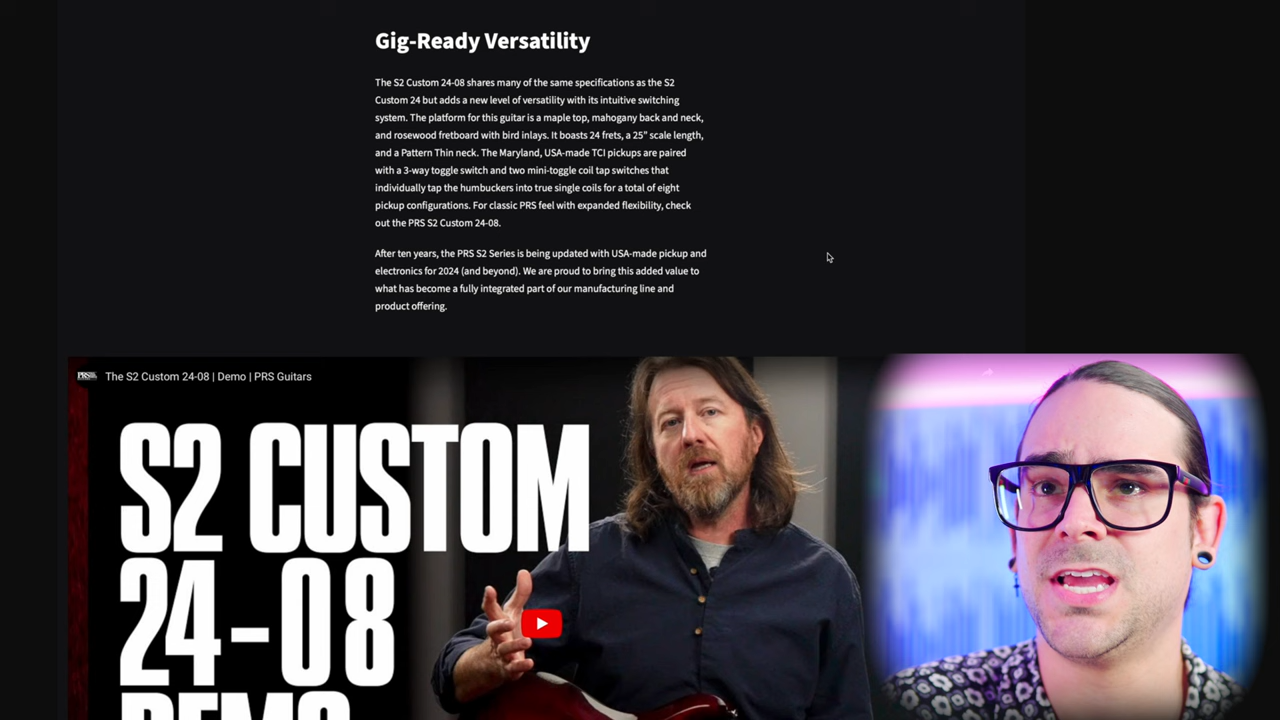 Gig-Ready Versatility
The S2 Custom 24-08 shares many of the same specifications as the S2
Custom 24 but adds a new level of versatility with its intuitive switching
system. The platform for this guitar is a maple top, mahogany back and neck,
and rosewood fretboard with bird inlays. It boasts 24 frets, a 25" scale length,
and a Pattern Thin neck. The Maryland, USA-made TCI pickups are paired
with a 3-way toggle switch and two mini-toggle coil tap switches that
individually tap the humbuckers into true single coils for a total of eight
pickup configurations. For classic PRS feel with expanded flexibility, check
out the PRS S2 Custom 24-08.
After ten years, the PRS S2 Series is being updated with USA-made pickup and
electronics for 2024 (and beyond). We are proud to bring this added value to
what has become a fully integrated part of our manufacturing line and
product offering.
PRS
The S2 Custom 24-08 | Demo | PRS Guitars
S2 CUSTOM
24-08
DEMO